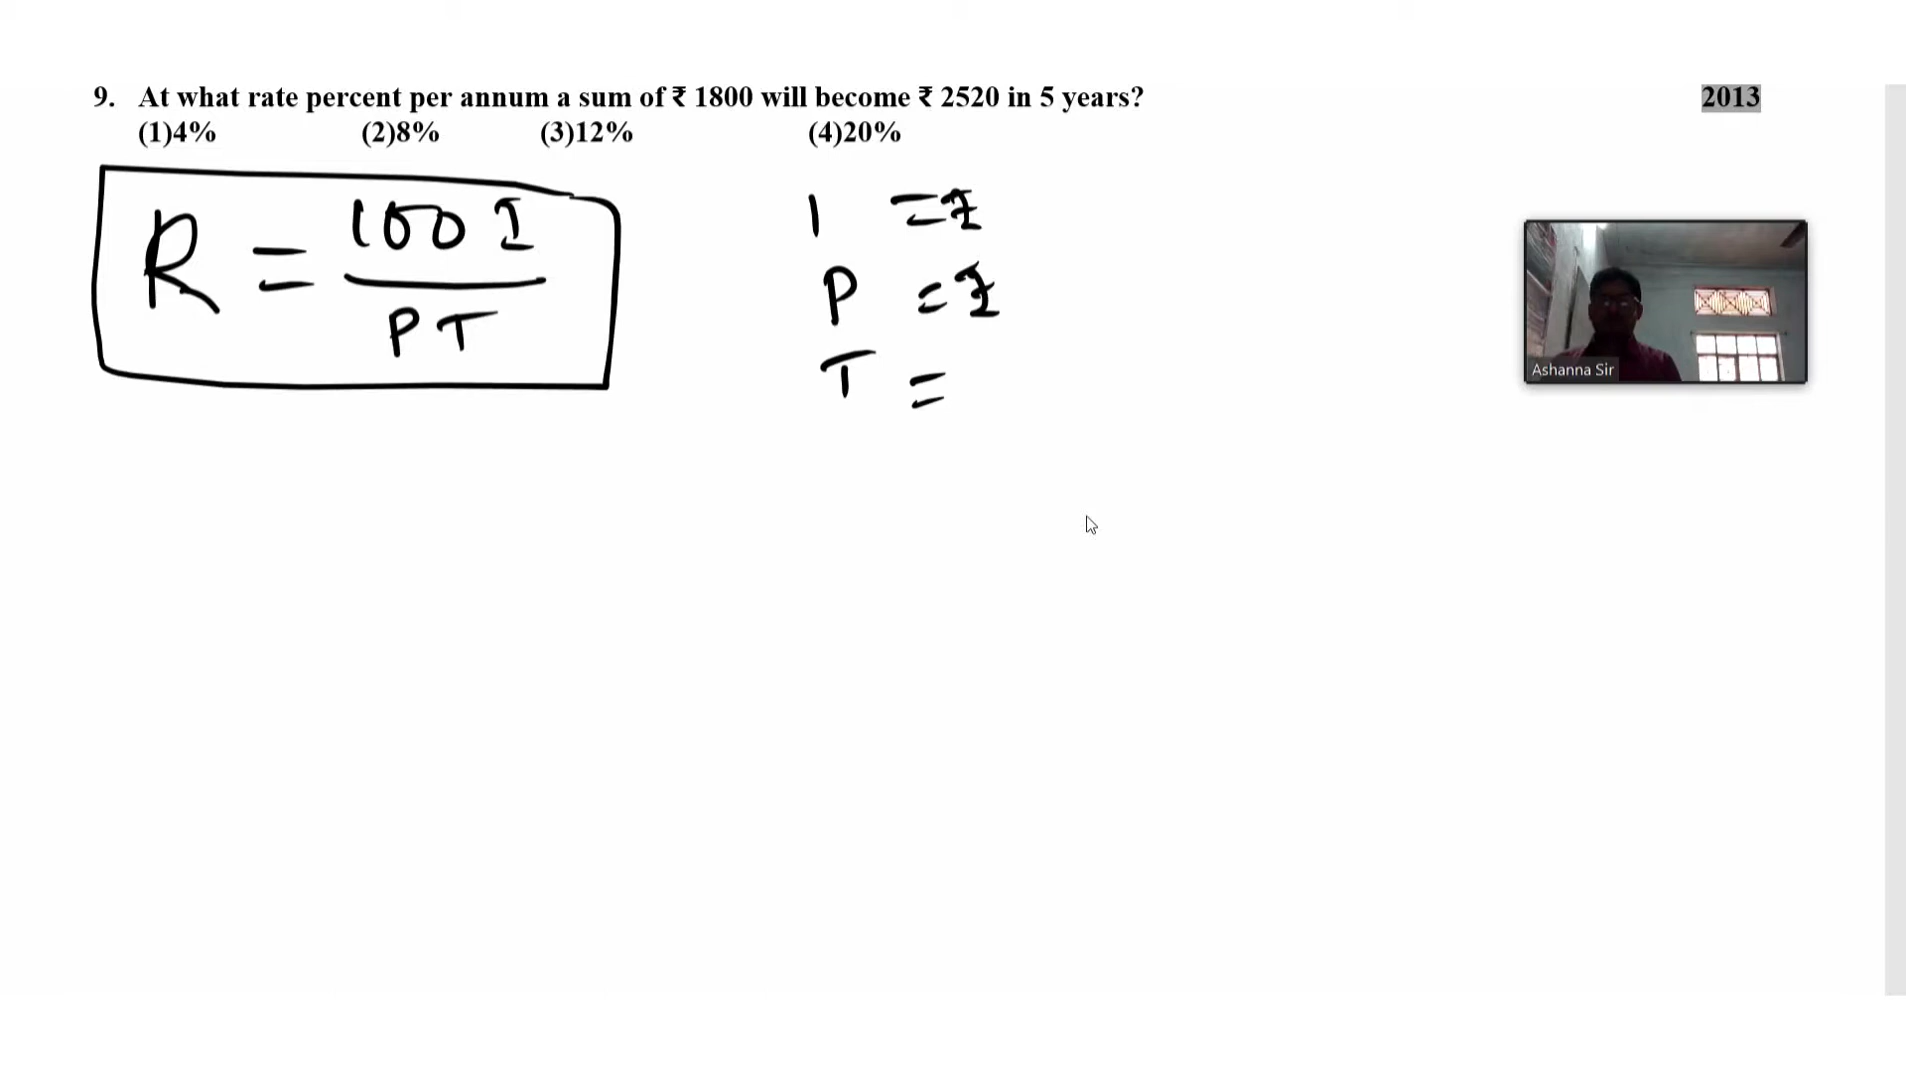 9. At what rate percent per annum a sum of ₹ 1800 will become ₹ 2520 in 5 years? 2013
(1)4% (2)8% (3)12% (4)20%
R = 100 I / PT
I = ₹
P = ₹
T =
Ashanna Sir